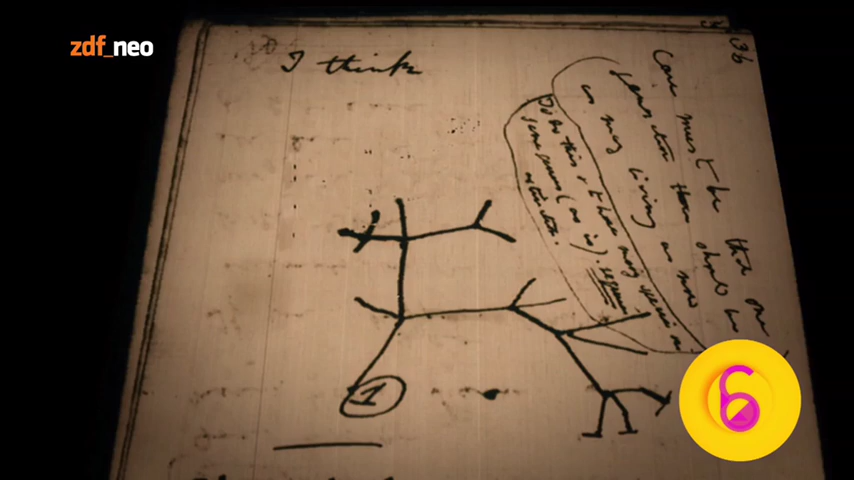 zdf_neo
36
I think
Case must be that one
generation then should be
as many living as now
To do this & to have many species in
same genus (as is). requires
extinction.
1
6